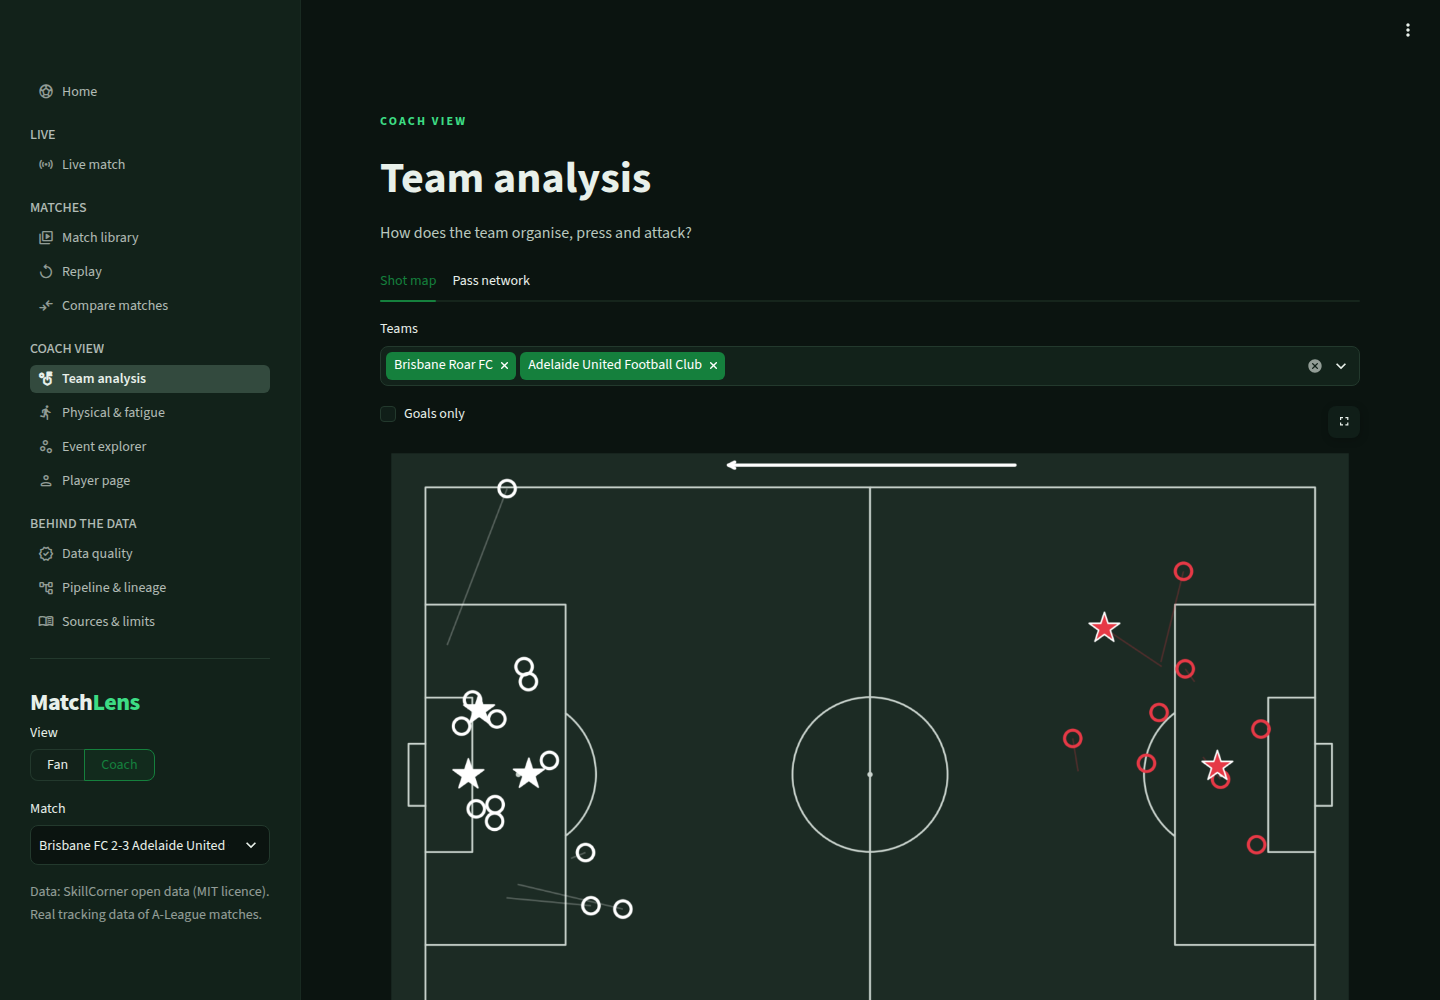 Home
LIVE
Live match
MATCHES
Match library
Replay
Compare matches
COACH VIEW
Team analysis
Physical & fatigue
Event explorer
Player page
BEHIND THE DATA
Data quality
Pipeline & lineage
Sources & limits
MatchLens
View
Fan
Coach
Match
Brisbane FC 2-3 Adelaide United
Data: SkillCorner open data (MIT licence).
Real tracking data of A-League matches.
COACH VIEW
Team analysis
How does the team organise, press and attack?
Shot map
Pass network
Teams
Brisbane Roar FC
Adelaide United Football Club
Goals only